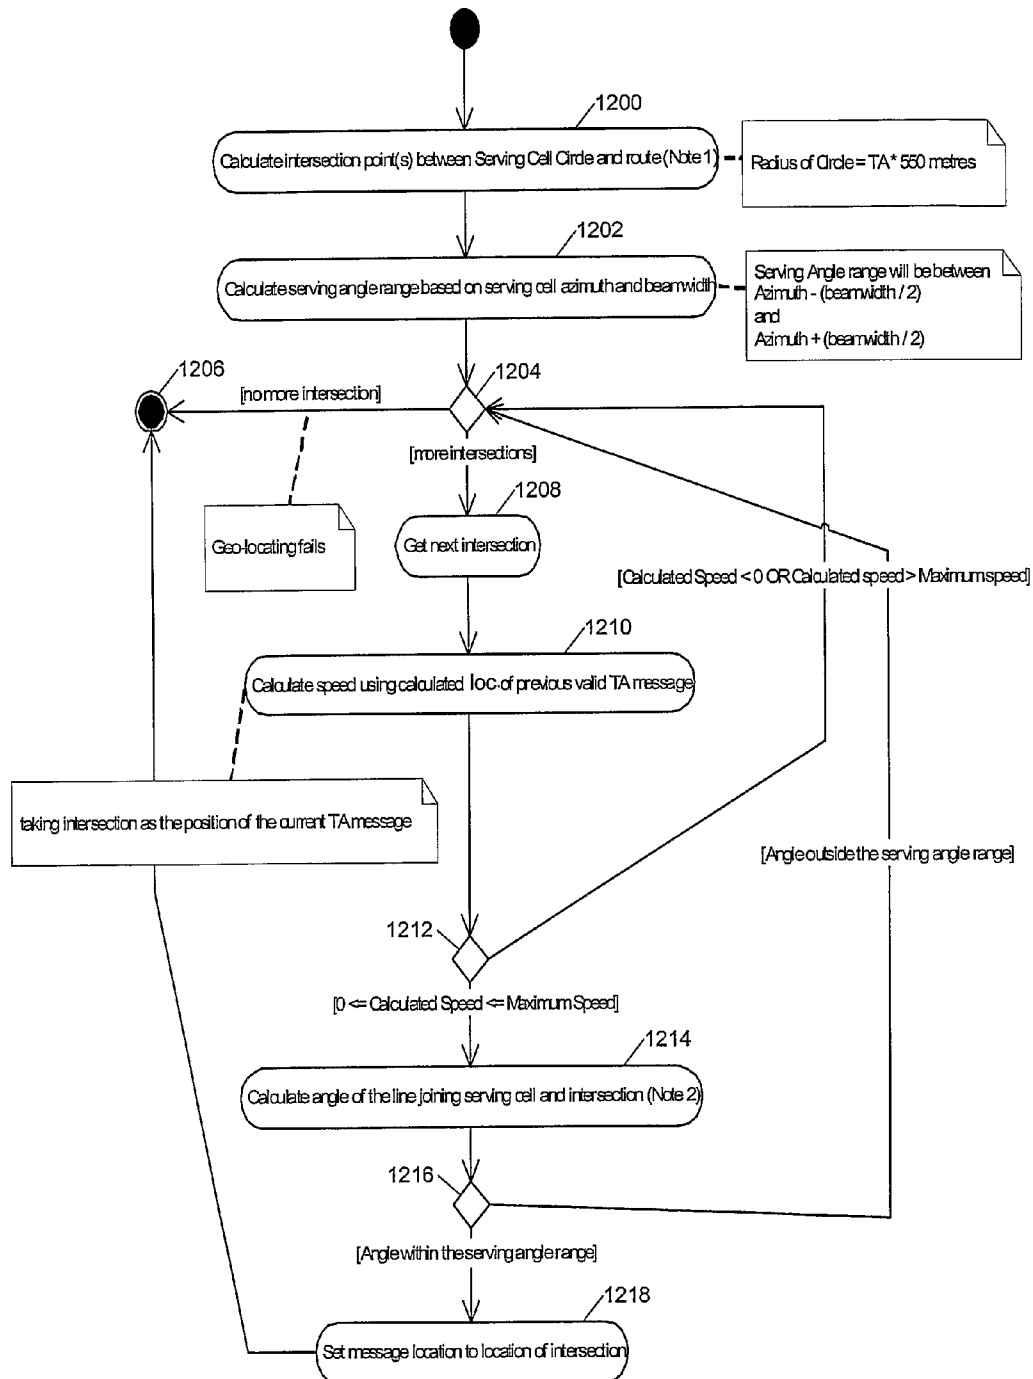 1200
Calculate intersection point(s) between Serving Cell Circle and route (Note 1)
Radius of Circle = TA* 550 metres
1202
Calculate serving angle range based on serving cell azimuth and beamwidth
Serving Angle range will be between
Azimuth - (beamwidth / 2)
and
Azimuth + (beamwidth / 2)
1206
[no more intersection]
1204
[more intersections]
1208
Geo-locating fails
Get next intersection
[Calculated Speed < 0 OR Calculated speed > Maximum speed]
1210
Calculate speed using calculated loc. of previous valid TA message
taking intersection as the position of the current TA message
[Angle outside the serving angle range]
1212
[0 <= Calculated Speed <= Maximum Speed]
1214
Calculate angle of the line joining serving cell and intersection (Note 2)
1216
[Angle within the serving angle range]
1218
Set message location to location of intersection